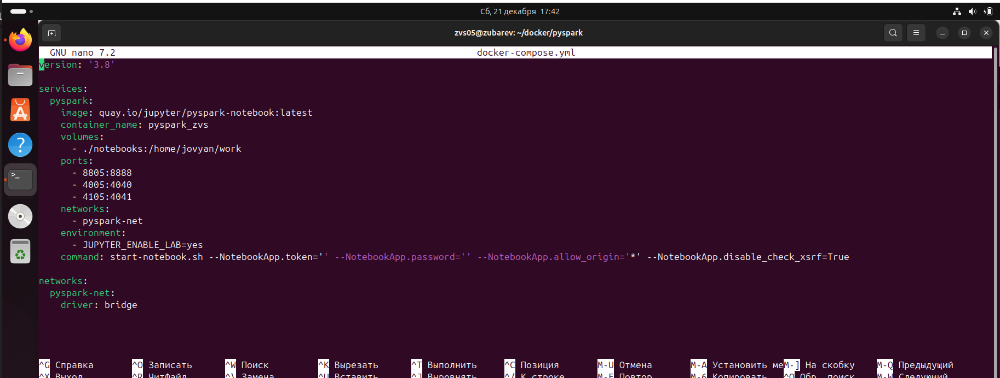 Сб, 21 декабря 17:42
zvs05@zubarev: ~/docker/pyspark
GNU nano 7.2 docker-compose.yml
version: '3.8'
services:
pyspark:
image: quay.io/jupyter/pyspark-notebook:latest
container_name: pyspark_zvs
volumes:
- ./notebooks:/home/jovyan/work
ports:
- 8805:8888
- 4005:4040
- 4105:4041
networks:
- pyspark-net
environment:
- JUPYTER_ENABLE_LAB=yes
command: start-notebook.sh --NotebookApp.token='' --NotebookApp.password='' --NotebookApp.allow_origin='*' --NotebookApp.disable_check_xsrf=True
networks:
pyspark-net:
driver: bridge
^G Справка ^O Записать ^W Поиск ^K Вырезать ^T Выполнить ^C Позиция M-U Отмена M-A Установить ме M-] На скобку M-Q Предыдущий
^X Выход ^R ЧитФайл ^\ Замена ^U Вставить ^J Выровнять ^/ К строке M-E Повтор M-6 Копировать ^Q Обр. поиск M-W Следующий